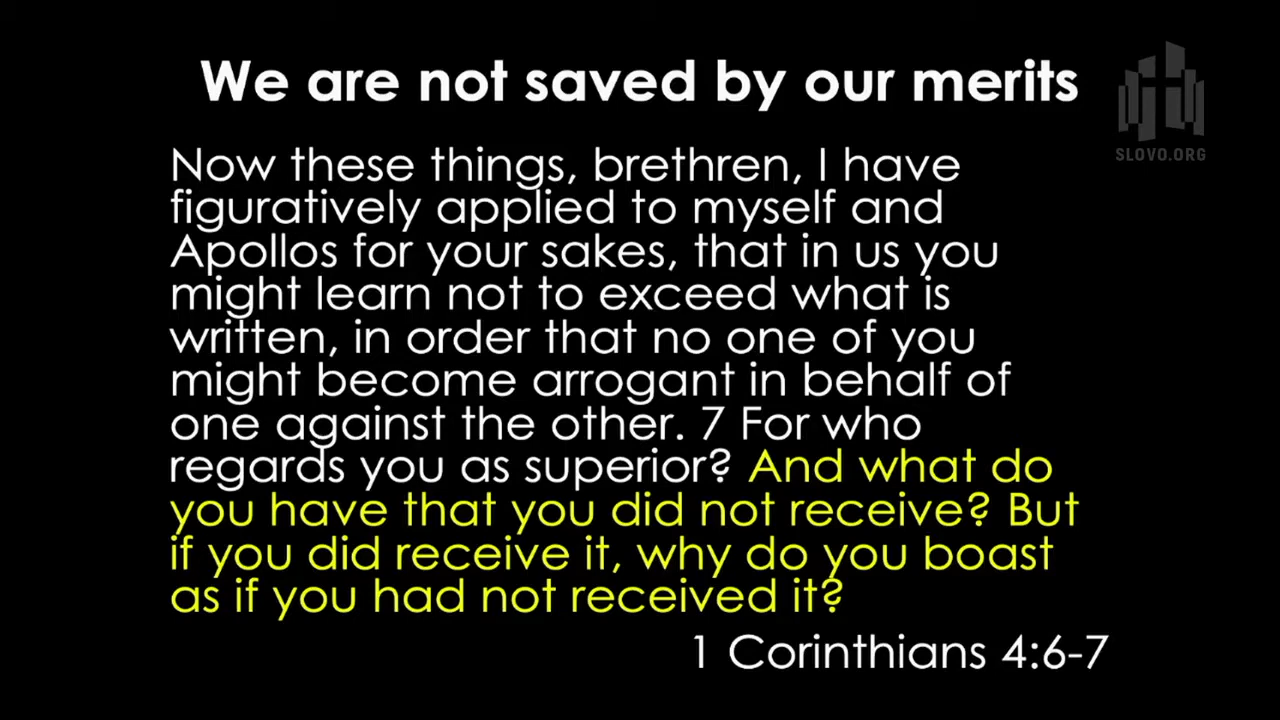 We are not saved by our merits
SLOVO.ORG
Now these things, brethren, I have
figuratively applied to myself and
Apollos for your sakes, that in us you
might learn not to exceed what is
written, in order that no one of you
might become arrogant in behalf of
one against the other. 7 For who
regards you as superior? And what do
you have that you did not receive? But
if you did receive it, why do you boast
as if you had not received it?
1 Corinthians 4:6-7